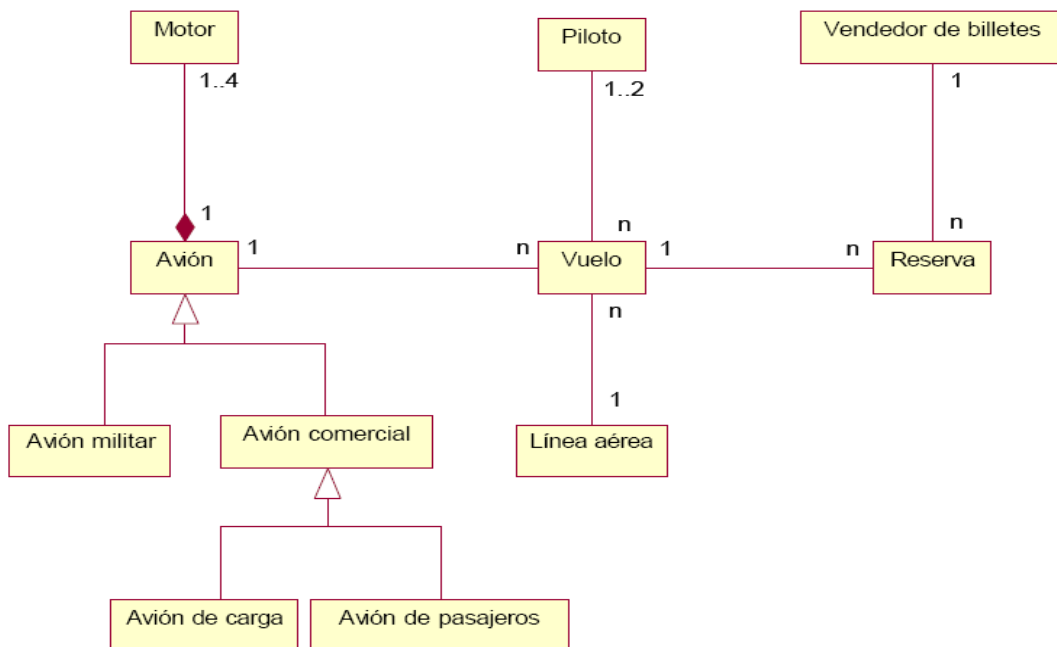 Motor
Piloto
Vendedor de billetes
1..4
1..2
1
1
n
n
Avión
1
n
Vuelo
1
n
Reserva
n
1
Avión militar
Avión comercial
Línea aérea
Avión de carga
Avión de pasajeros